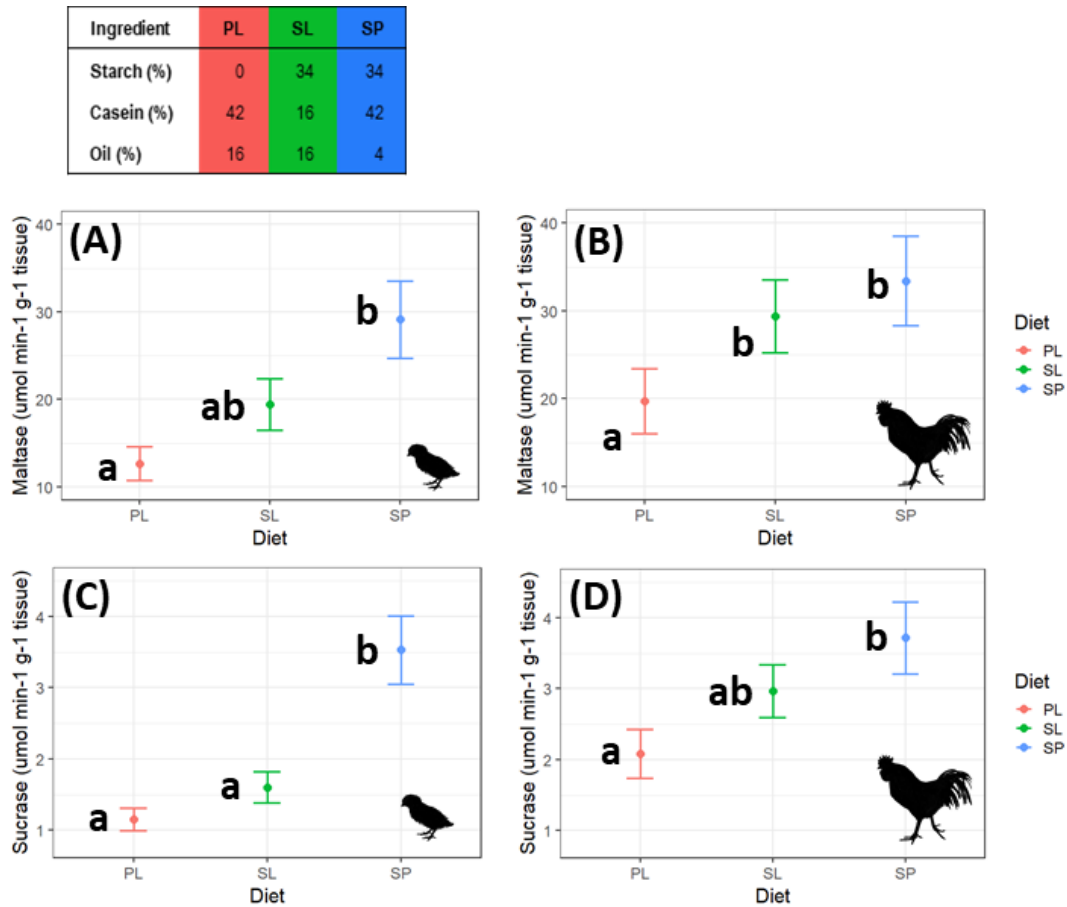 Ingredient PL SL SP
Starch (%) 0 34 34
Casein (%) 42 16 42
Oil (%) 16 16 4
(A)
Maltase (umol min-1 g-1 tissue)
40
30
20
10
a
ab
b
PL SL SP
Diet
(B)
Maltase (umol min-1 g-1 tissue)
40
30
20
10
a
b
b
PL SL SP
Diet
Diet
PL
SL
SP
(C)
Sucrase (umol min-1 g-1 tissue)
4
3
2
1
a
a
b
PL SL SP
Diet
(D)
Sucrase (umol min-1 g-1 tissue)
4
3
2
1
a
ab
b
PL SL SP
Diet
Diet
PL
SL
SP